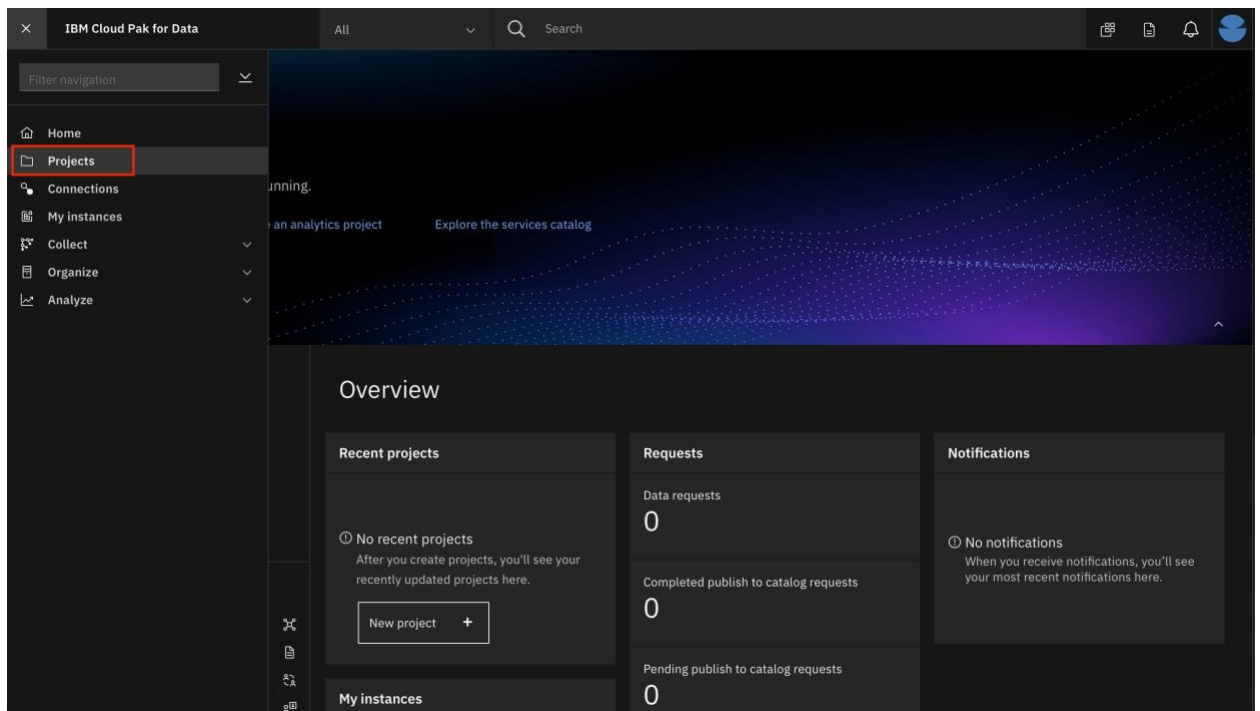 IBM Cloud Pak for Data
All
Search
Filter navigation
Home
Projects
Connections
My instances
Collect
Organize
Analyze
unning.
an analytics project
Explore the services catalog
Overview
Recent projects
No recent projects
After you create projects, you'll see your
recently updated projects here.
New project +
My instances
Requests
Data requests
0
Completed publish to catalog requests
0
Pending publish to catalog requests
0
Notifications
No notifications
When you receive notifications, you'll see
your most recent notifications here.